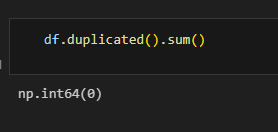 df.duplicated().sum()
np.int64(0)